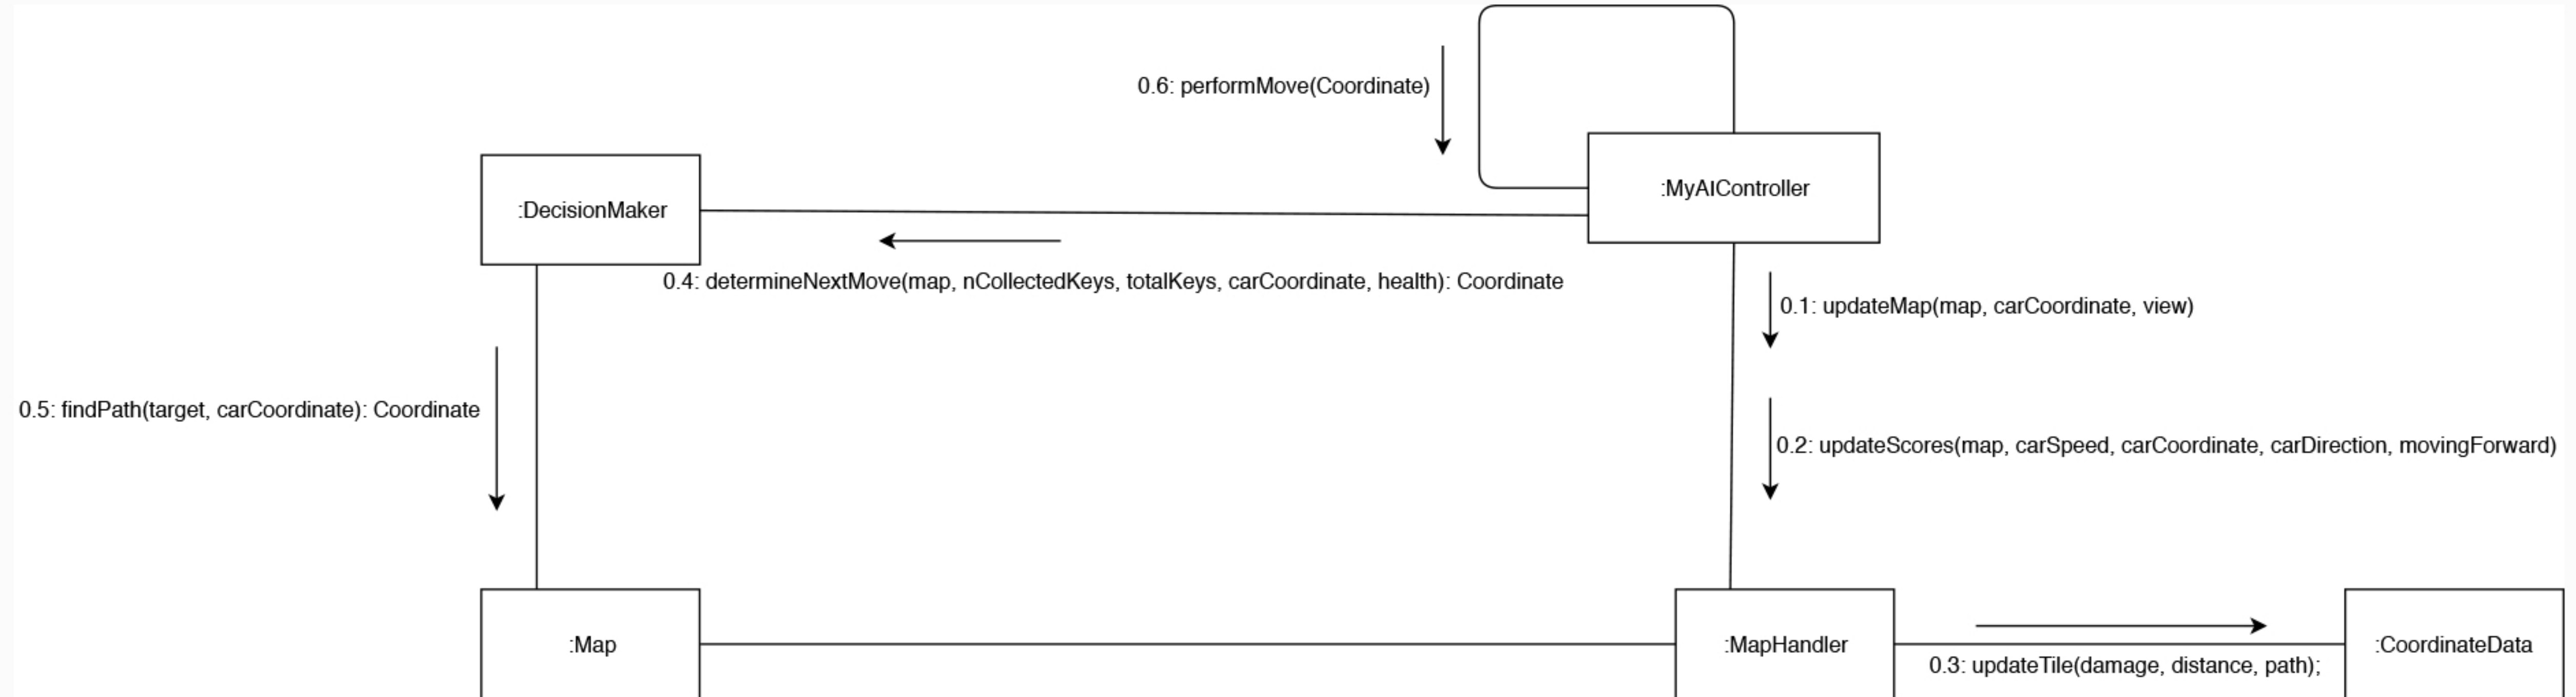 0.6: performMove(Coordinate)
:MyAIController
:DecisionMaker
0.4: determineNextMove(map, nCollectedKeys, totalKeys, carCoordinate, health): Coordinate
0.1: updateMap(map, carCoordinate, view)
0.5: findPath(target, carCoordinate): Coordinate
0.2: updateScores(map, carSpeed, carCoordinate, carDirection, movingForward)
:Map
:MapHandler
:CoordinateData
0.3: updateTile(damage, distance, path);